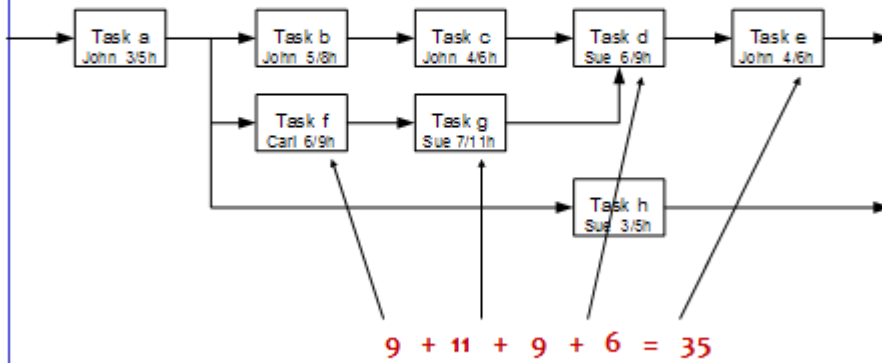 Task a
John 3/5h
Task b
John 5/8h
Task c
John 4/6h
Task d
Sue 6/9h
Task e
John 4/6h
Task f
Carl 6/9h
Task g
Sue 7/11h
Task h
Sue 3/5h
9 + 11 + 9 + 6 = 35